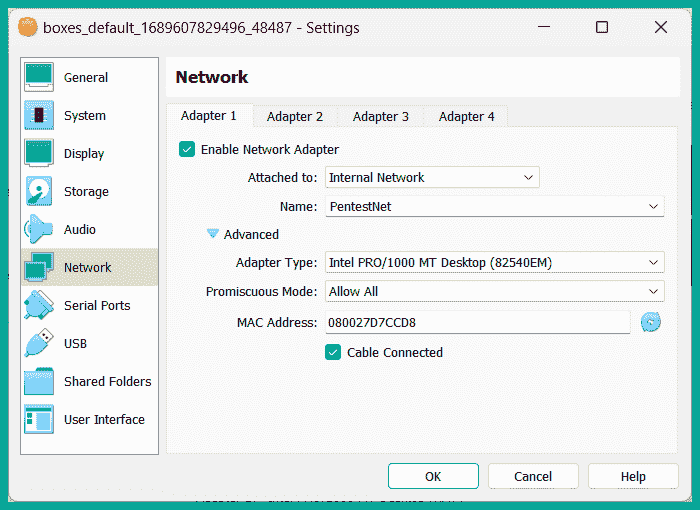 boxes_default_1689607829496_48487 - Settings
General
System
Display
Storage
Audio
Network
Serial Ports
USB
Shared Folders
User Interface
Network
Adapter 1 Adapter 2 Adapter 3 Adapter 4
Enable Network Adapter
Attached to: Internal Network
Name: PentestNet
Advanced
Adapter Type: Intel PRO/1000 MT Desktop (82540EM)
Promiscuous Mode: Allow All
MAC Address: 080027D7CCD8
Cable Connected
OK Cancel Help